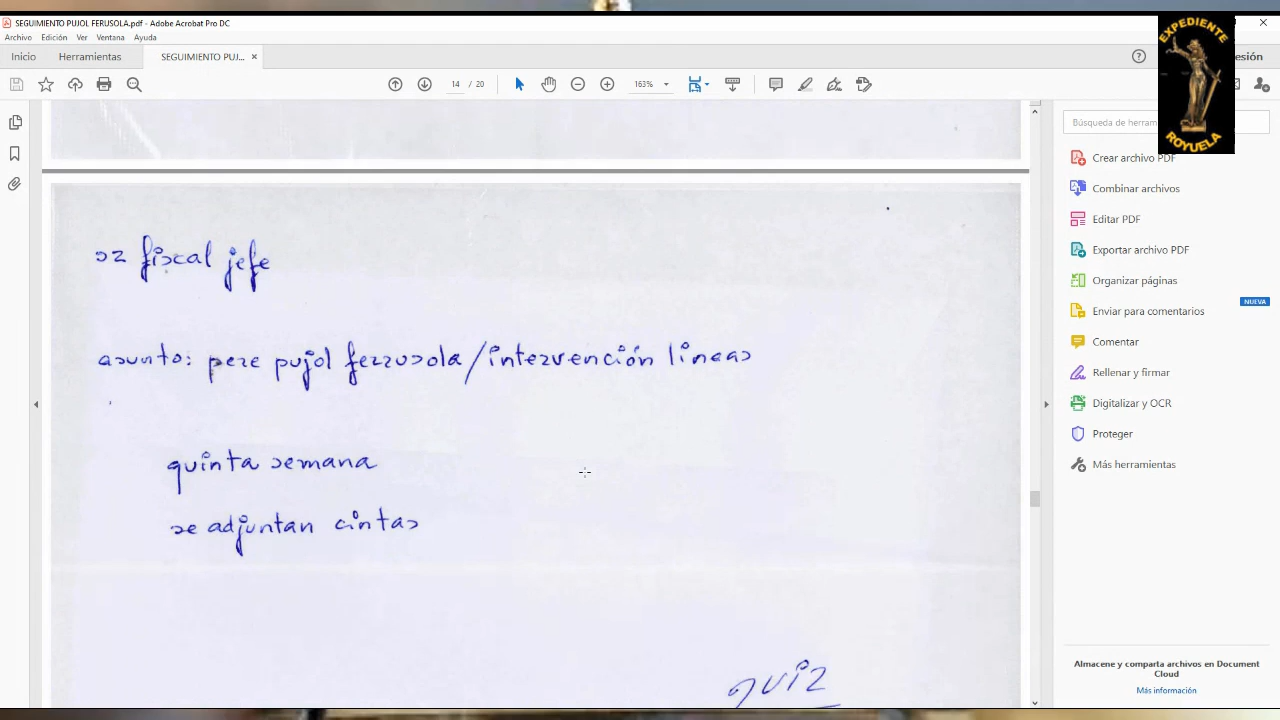 SEGUIMIENTO PUJOL FERUSOLA.pdf - Adobe Acrobat Pro DC
Archivo Edición Ver Ventana Ayuda
Inicio Herramientas SEGUIMIENTO PUJ... esión
14 / 20 163%
EXPEDIENTE
ROYUELA
Búsqueda de herram
Crear archivo PDF
Combinar archivos
Editar PDF
Exportar archivo PDF
Organizar páginas
Enviar para comentarios
NUEVA
Comentar
Rellenar y firmar
Digitalizar y OCR
Proteger
Más herramientas
Almacene y comparta archivos en Document
Cloud
Más información
sr fiscal jefe
asunto: pere pujol ferrusola/intervención lineas
quinta semana
se adjuntan cintas